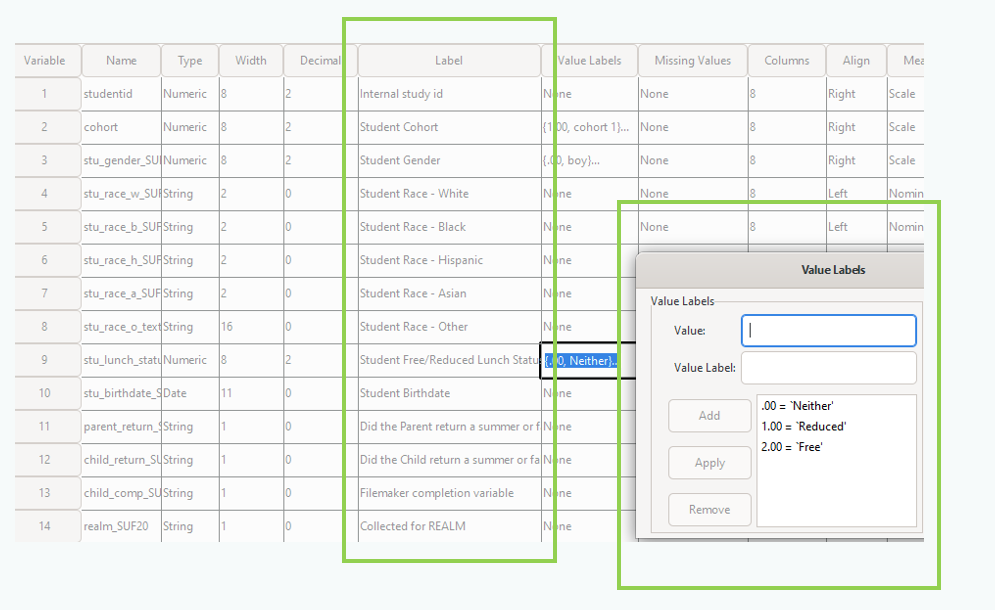 Variable Name Type Width Decimal Label Value Labels Missing Values Columns Align Mea
1 studentid Numeric 8 2 Internal study id None None 8 Right Scale
2 cohort Numeric 8 2 Student Cohort {1.00, cohort 1}... None 8 Right Scale
3 stu_gender_SUF Numeric 8 2 Student Gender {.00, boy}... None 8 Right Scale
4 stu_race_w_SUF String 2 0 Student Race - White None None 8 Left Nomin
5 stu_race_b_SUF String 2 0 Student Race - Black None None 8 Left Nomin
6 stu_race_h_SUF String 2 0 Student Race - Hispanic None
7 stu_race_a_SUF String 2 0 Student Race - Asian None
8 stu_race_o_text String 16 0 Student Race - Other None
9 stu_lunch_statu Numeric 8 2 Student Free/Reduced Lunch Statu {.00, Neither}...
10 stu_birthdate_S Date 11 0 Student Birthdate None
11 parent_return_S String 1 0 Did the Parent return a summer or f None
12 child_return_SU String 1 0 Did the Child return a summer or fa None
13 child_comp_SU String 1 0 Filemaker completion variable None
14 realm_SUF20 String 1 0 Collected for REALM None
Value Labels
Value Labels
Value:
Value Label:
Add
Apply
Remove
.00 = `Neither'
1.00 = `Reduced'
2.00 = `Free'